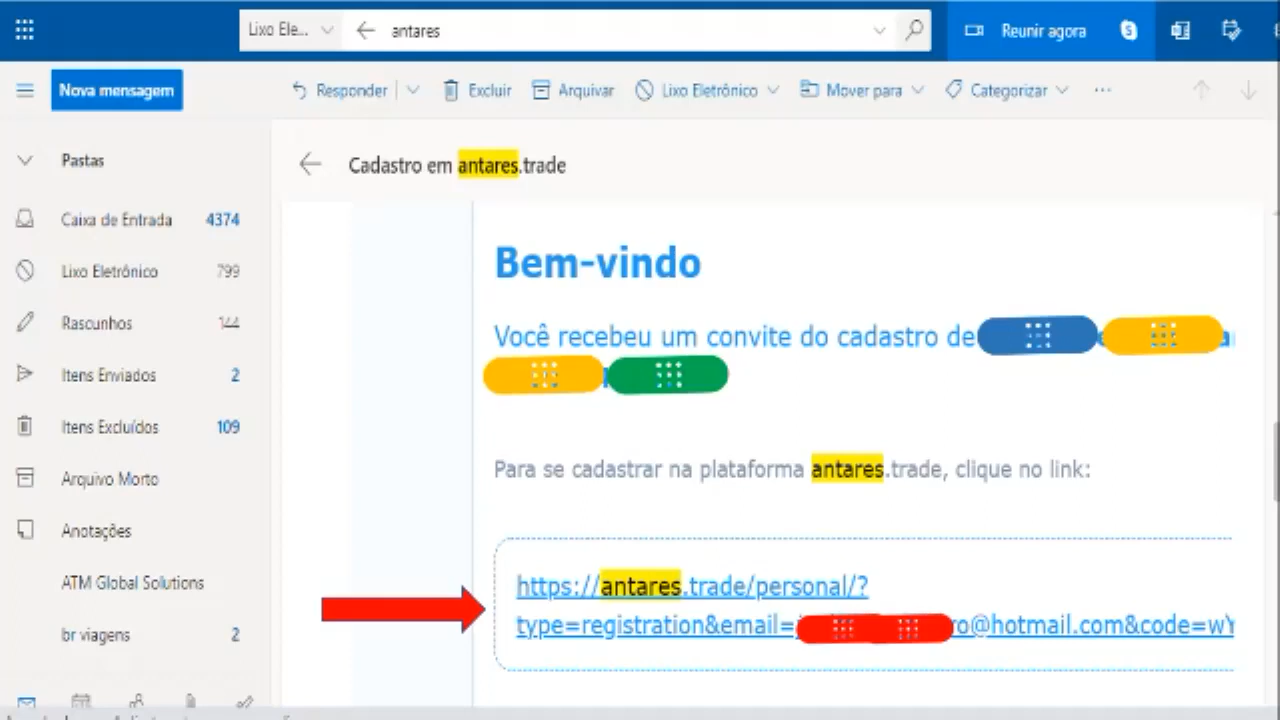 Lixo Ele...
antares
Reunir agora
Nova mensagem
Responder
Excluir
Arquivar
Lixo Eletrônico
Mover para
Categorizar
Pastas
Cadastro em antares.trade
Caixa de Entrada 4374
Lixo Eletrônico 799
Rascunhos 144
Itens Enviados 2
Itens Excluídos 109
Arquivo Morto
Anotações
ATM Global Solutions
br viagens 2
Bem-vindo
Você recebeu um convite do cadastro de
Para se cadastrar na plataforma antares.trade, clique no link:
https://antares.trade/personal/?
type=registration&email= ro@hotmail.com&code=wY